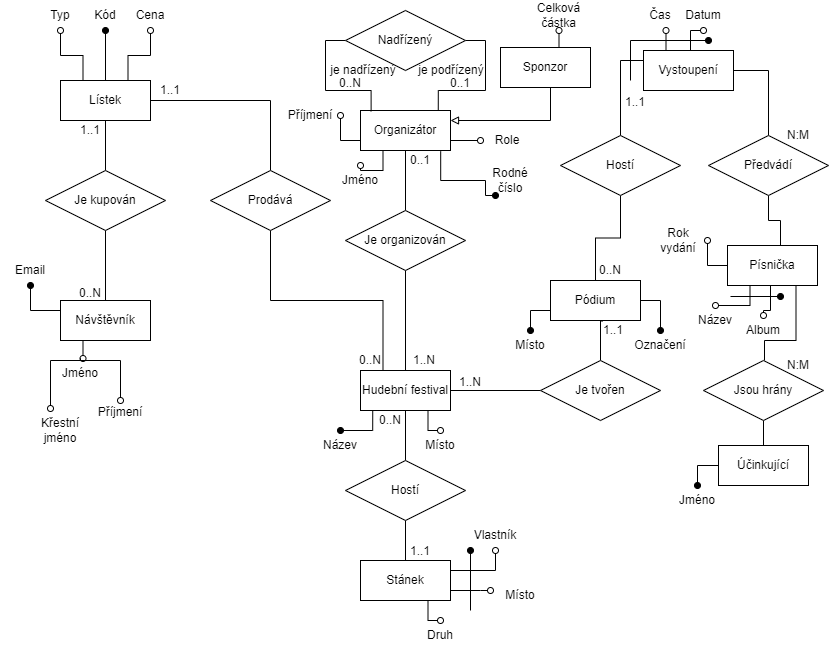 Typ
Kód
Cena
Lístek
1..1
1..1
Je kupován
Prodává
Email
0..N
Návštěvník
Jméno
Křestní
jméno
Příjmení
Nadřízený
je nadřízený
0..N
je podřízený
0..1
Celková
částka
Sponzor
Příjmení
Organizátor
Role
Jméno
0..1
Rodné
číslo
Je organizován
0..N
1..N
Hudební festival
1..N
Název
0..N
Místo
Hostí
1..1
Stánek
Vlastník
Místo
Druh
Čas
Datum
Vystoupení
1..1
Hostí
N:M
Předvádí
0..N
Pódium
Místo
1..1
Označení
Je tvořen
Rok
vydání
Písnička
Název
Album
N:M
Jsou hrány
Účinkující
Jméno